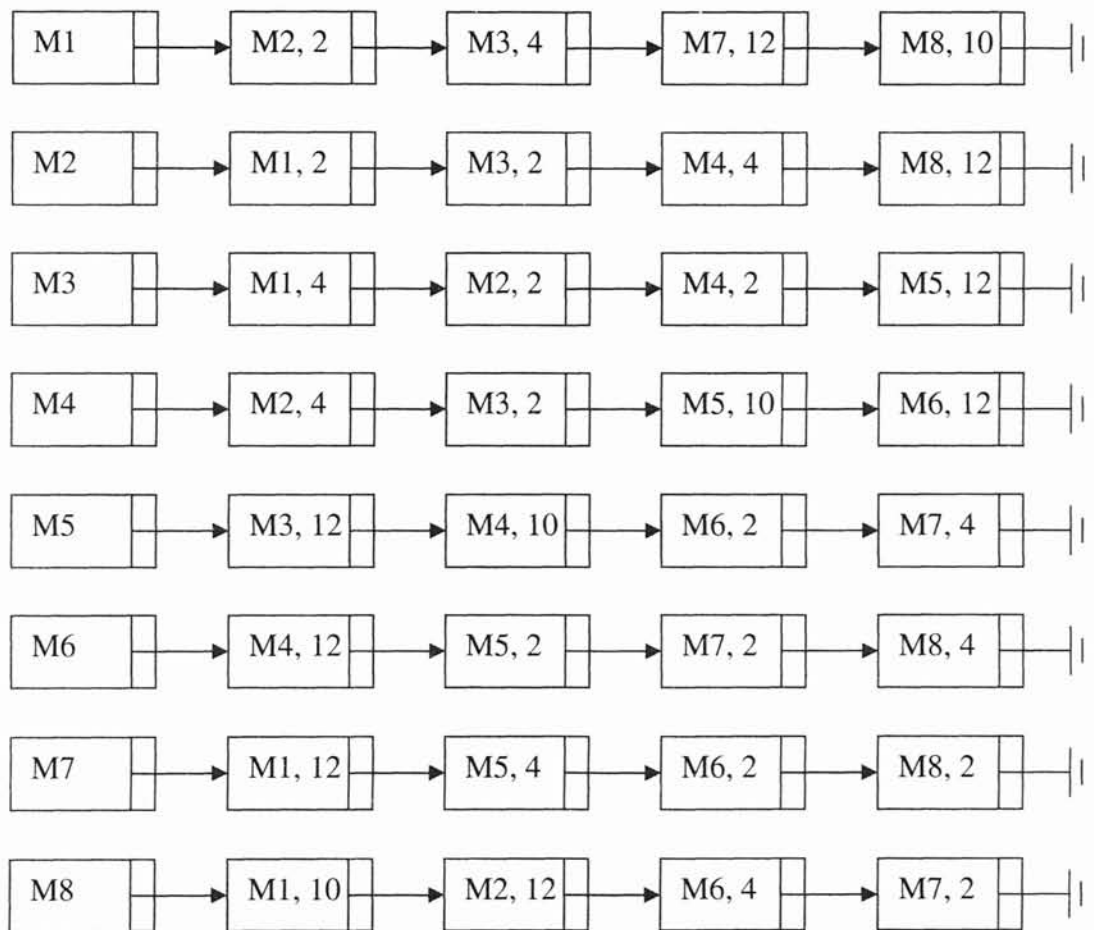 M1 M2, 2 M3, 4 M7, 12 M8, 10
M2 M1, 2 M3, 2 M4, 4 M8, 12
M3 M1, 4 M2, 2 M4, 2 M5, 12
M4 M2, 4 M3, 2 M5, 10 M6, 12
M5 M3, 12 M4, 10 M6, 2 M7, 4
M6 M4, 12 M5, 2 M7, 2 M8, 4
M7 M1, 12 M5, 4 M6, 2 M8, 2
M8 M1, 10 M2, 12 M6, 4 M7, 2